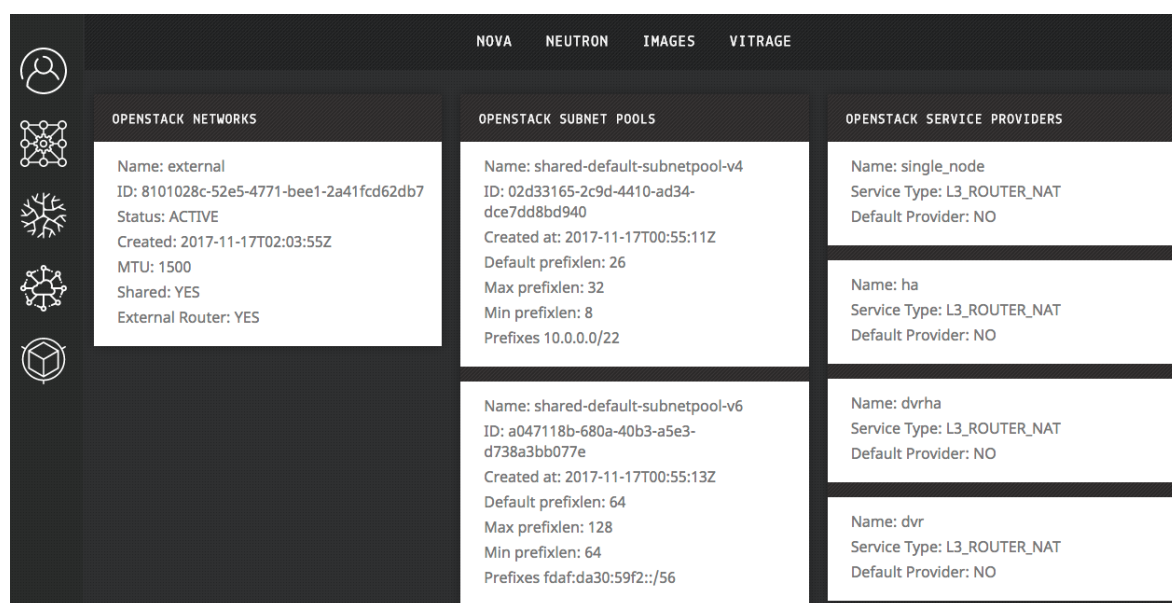 NOVA NEUTRON IMAGES VITRAGE
OPENSTACK NETWORKS
Name: external
ID: 8101028c-52e5-4771-bee1-2a41fcd62db7
Status: ACTIVE
Created: 2017-11-17T02:03:55Z
MTU: 1500
Shared: YES
External Router: YES
OPENSTACK SUBNET POOLS
Name: shared-default-subnetpool-v4
ID: 02d33165-2c9d-4410-ad34-
dce7dd8bd940
Created at: 2017-11-17T00:55:11Z
Default prefixlen: 26
Max prefixlen: 32
Min prefixlen: 8
Prefixes 10.0.0.0/22
Name: shared-default-subnetpool-v6
ID: a047118b-680a-40b3-a5e3-
d738a3bb077e
Created at: 2017-11-17T00:55:13Z
Default prefixlen: 64
Max prefixlen: 128
Min prefixlen: 64
Prefixes fdaf:da30:59f2::/56
OPENSTACK SERVICE PROVIDERS
Name: single_node
Service Type: L3_ROUTER_NAT
Default Provider: NO
Name: ha
Service Type: L3_ROUTER_NAT
Default Provider: NO
Name: dvrha
Service Type: L3_ROUTER_NAT
Default Provider: NO
Name: dvr
Service Type: L3_ROUTER_NAT
Default Provider: NO